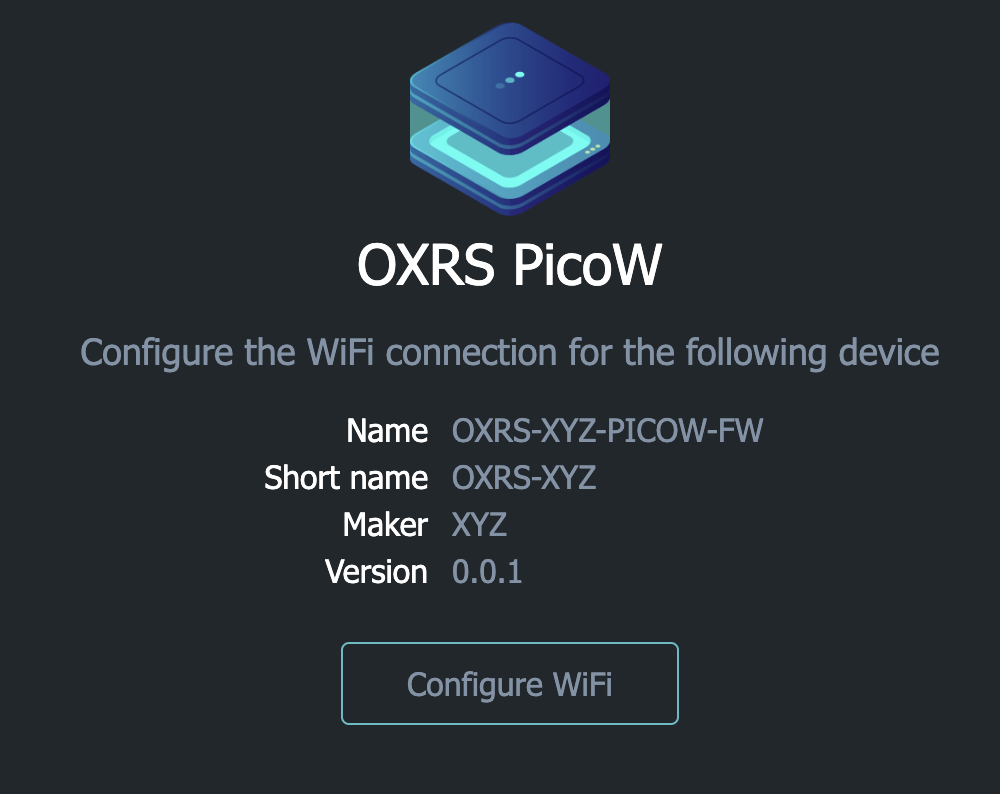 OXRS PicoW
Configure the WiFi connection for the following device
Name OXRS-XYZ-PICOW-FW
Short name OXRS-XYZ
Maker XYZ
Version 0.0.1
Configure WiFi